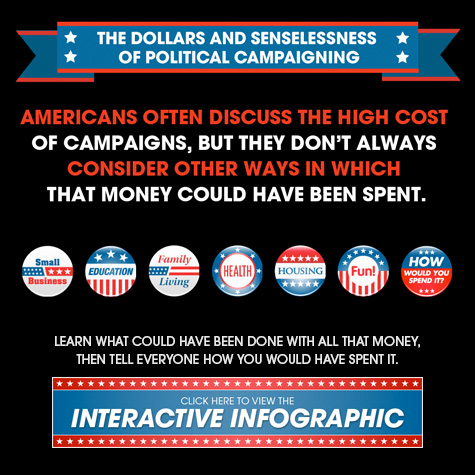 THE DOLLARS AND SENSELESSNESS
OF POLITICAL CAMPAIGNING
AMERICANS OFTEN DISCUSS THE HIGH COST
OF CAMPAIGNS, BUT THEY DON'T ALWAYS
CONSIDER OTHER WAYS IN WHICH
THAT MONEY COULD HAVE BEEN SPENT.
Small
Business
EDUCATION
Family
Living
HEALTH
HOUSING
Fun!
HOW
WOULD YOU
SPEND IT?
LEARN WHAT COULD HAVE BEEN DONE WITH ALL THAT MONEY,
THEN TELL EVERYONE HOW YOU WOULD HAVE SPENT IT.
CLICK HERE TO VIEW THE
INTERACTIVE INFOGRAPHIC